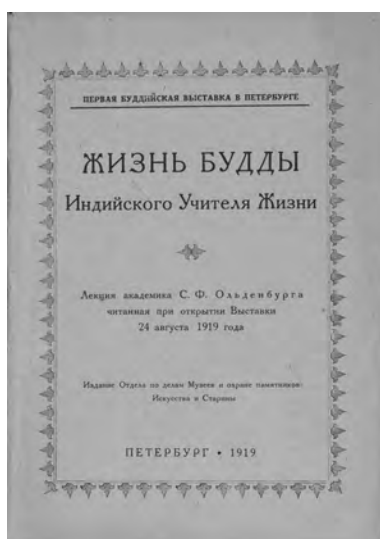 ПЕРВАЯ БУДДИЙСКАЯ ВЫСТАВКА В ПЕТЕРБУРГЕ
ЖИЗНЬ БУДДЫ
Индийского Учителя Жизни
Лекция академика С. Ф. Ольденбурга
читанная при открытии Выставки
24 августа 1919 года
Издание Отдела по делам Музеев и охране памятников
Искусства и Старины
ПЕТЕРБУРГ • 1919